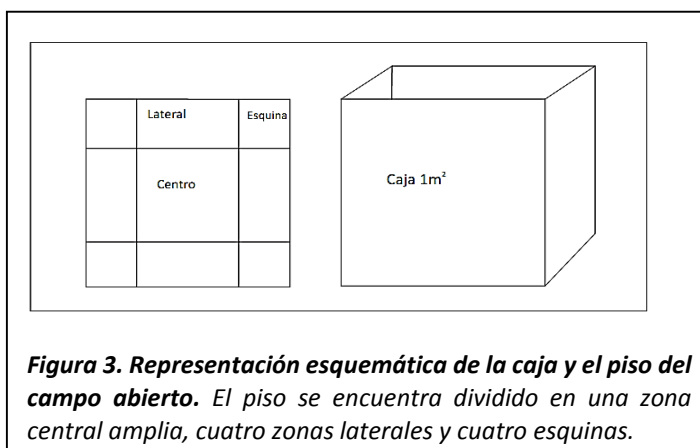 Lateral
Esquina
Centro
Caja 1m²
Figura 3. Representación esquemática de la caja y el piso del
campo abierto. El piso se encuentra dividido en una zona
central amplia, cuatro zonas laterales y cuatro esquinas.